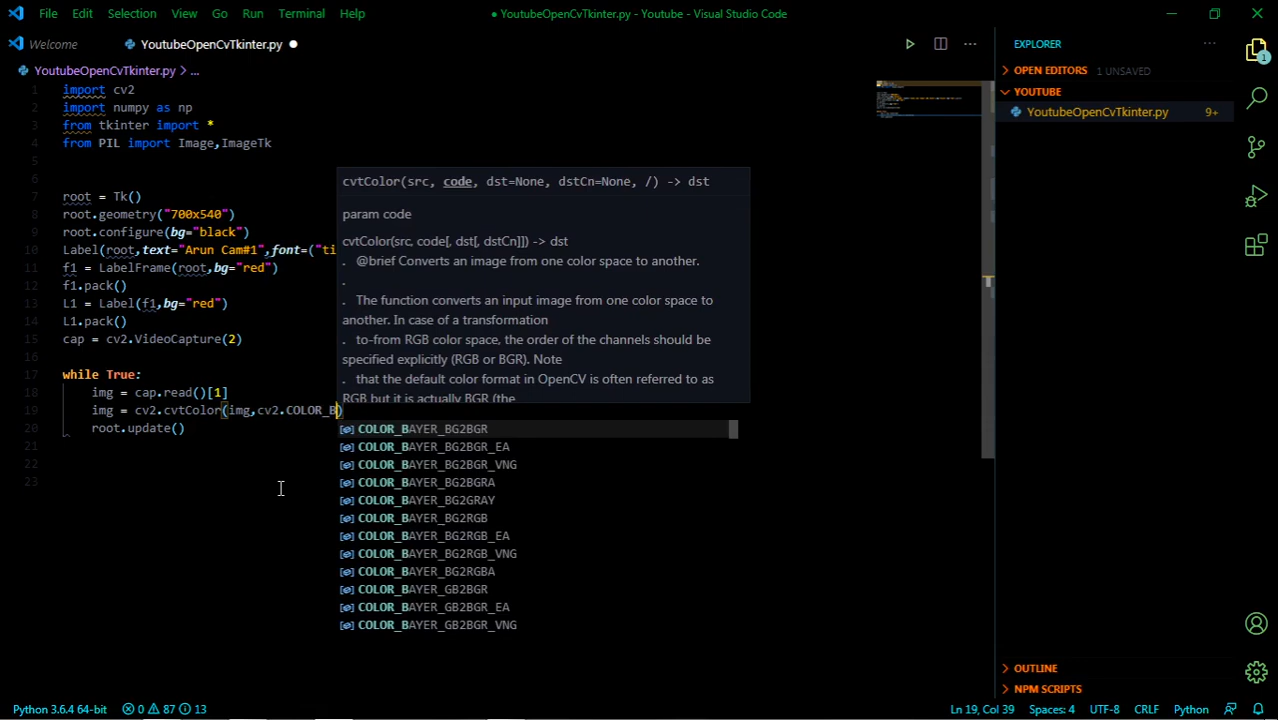 File Edit Selection View Go Run Terminal Help
● YoutubeOpenCvTkinter.py - Youtube - Visual Studio Code
Welcome
YoutubeOpenCvTkinter.py ●
YoutubeOpenCvTkinter.py > ...
1 import cv2
2 import numpy as np
3 from tkinter import *
4 from PIL import Image,ImageTk
5
6
7 root = Tk()
8 root.geometry("700x540")
9 root.configure(bg="black")
10 Label(root,text="Arun Cam#1",font=("ti
11 f1 = LabelFrame(root,bg="red")
12 f1.pack()
13 L1 = Label(f1,bg="red")
14 L1.pack()
15 cap = cv2.VideoCapture(2)
16
17 while True:
18 img = cap.read()[1]
19 img = cv2.cvtColor(img,cv2.COLOR_B)
20 root.update()
21
22
23
cvtColor(src, code, dst=None, dstCn=None, /) -> dst
param code
cvtColor(src, code[, dst[, dstCn]]) -> dst
. @brief Converts an image from one color space to another.
.
. The function converts an input image from one color space to
another. In case of a transformation
. to-from RGB color space, the order of the channels should be
specified explicitly (RGB or BGR). Note
. that the default color format in OpenCV is often referred to as
RGB but it is actually BGR (the
COLOR_BAYER_BG2BGR
COLOR_BAYER_BG2BGR_EA
COLOR_BAYER_BG2BGR_VNG
COLOR_BAYER_BG2BGRA
COLOR_BAYER_BG2GRAY
COLOR_BAYER_BG2RGB
COLOR_BAYER_BG2RGB_EA
COLOR_BAYER_BG2RGB_VNG
COLOR_BAYER_BG2RGBA
COLOR_BAYER_GB2BGR
COLOR_BAYER_GB2BGR_EA
COLOR_BAYER_GB2BGR_VNG
EXPLORER
OPEN EDITORS 1 UNSAVED
YOUTUBE
YoutubeOpenCvTkinter.py 9+
1
OUTLINE
NPM SCRIPTS
Python 3.6.4 64-bit 0 87 13
Ln 19, Col 39 Spaces: 4 UTF-8 CRLF Python